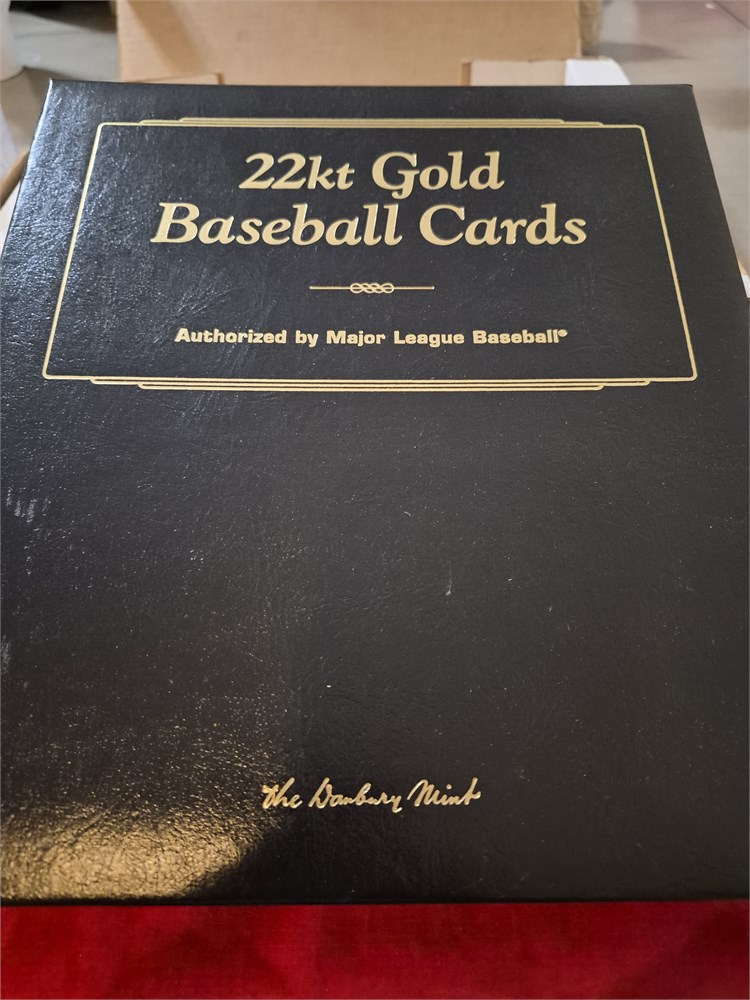 22kt Gold
Baseball Cards
Authorized by Major League Baseball®
The Danbury Mint